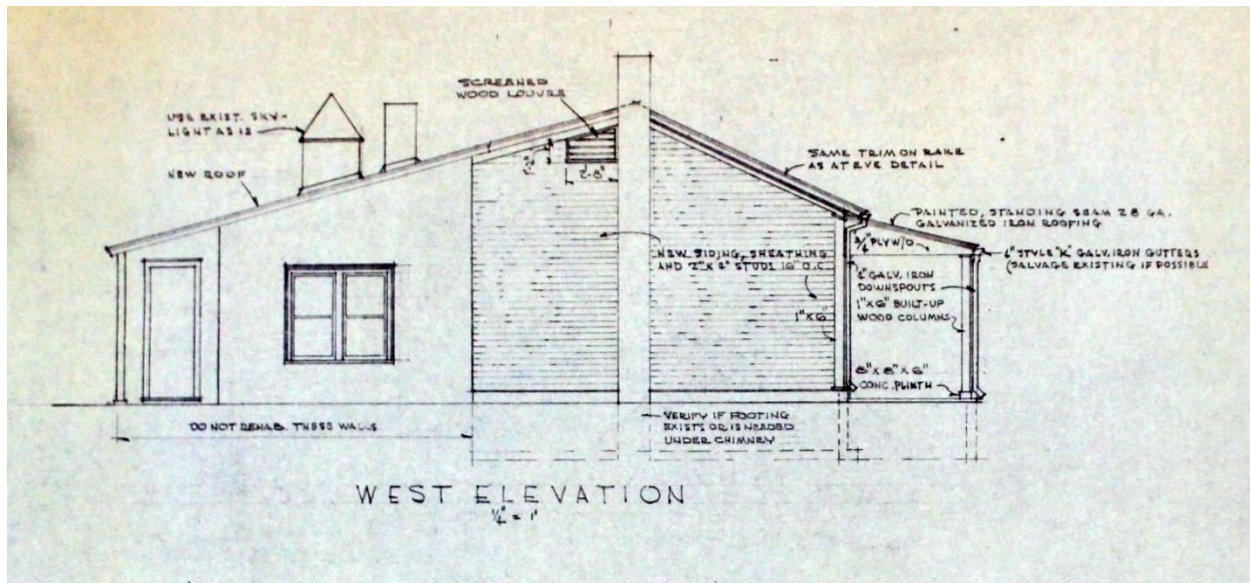 SCREENED
WOOD LOUVRE
USE EXIST. SKY-
LIGHT AS IS
NEW ROOF
2'-8"
SAME TRIM ON RAKE
AS AT EVE DETAIL
PAINTED, STANDING SEAM 28 GA.
GALVANIZED IRON ROOFING
3/4" PLYW'D
4" STYLE "K" GALV. IRON GUTTERS
(SALVAGE EXISTING IF POSSIBLE
NEW SIDING, SHEATHING
AND 2" X 4" STUDS 16" O.C.
4" GALV. IRON
DOWNSPOUTS
1" X 6" BUILT-UP
WOOD COLUMNS
1" X 6
8" X 8" X 6"
CONC. PLINTH
DO NOT REHAB. THESE WALLS
VERIFY IF FOOTING
EXISTS OR IS NEEDED
UNDER CHIMNEY
WEST ELEVATION
1/4" = 1'